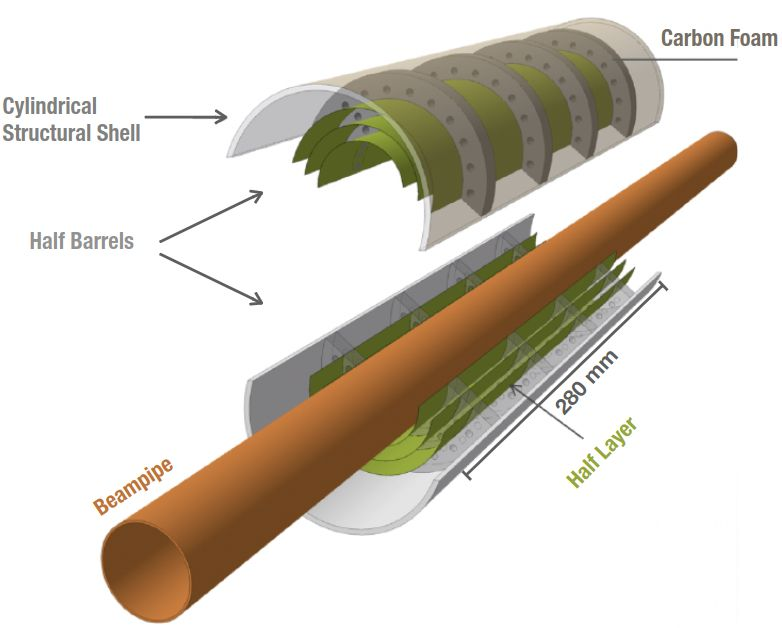 Carbon Foam
Cylindrical
Structural Shell
Half Barrels
280 mm
Half Layer
Beampipe